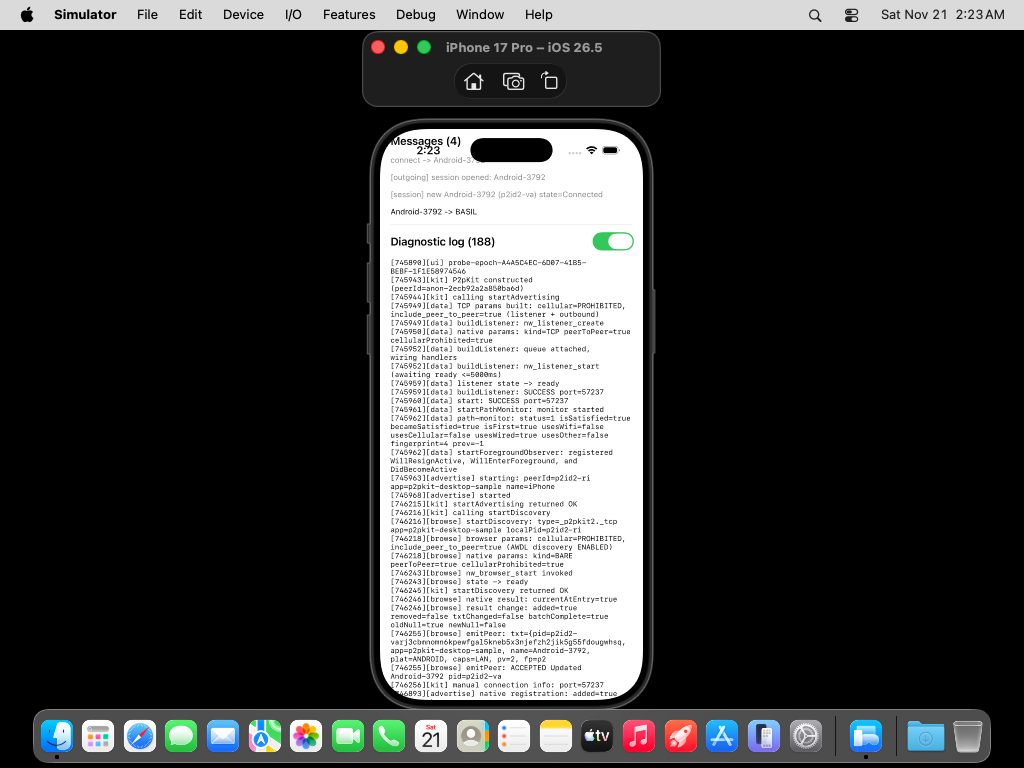 Simulator File Edit Device I/O Features Debug Window Help Sat Nov 21 2:23 AM
iPhone 17 Pro – iOS 26.5
Messages (4)
2:23
connect -> Android-37
[outgoing] session opened: Android-3792
[session] new Android-3792 (p2id2-va) state=Connected
Android-3792 -> BASIL
Diagnostic log (188)
[745890][ui] probe-epoch-A4A5C4EC-6D07-41B5-
BEBF-1F1E58974546
[745943][kit] P2pKit constructed
(peerId=anon-2ecb92a2a850ba6d)
[745944][kit] calling startAdvertising
[745949][data] TCP params built: cellular=PROHIBITED,
include_peer_to_peer=true (listener + outbound)
[745949][data] buildListener: nw_listener_create
[745950][data] native params: kind=TCP peerToPeer=true
cellularProhibited=true
[745952][data] buildListener: queue attached,
wiring handlers
[745952][data] buildListener: nw_listener_start
(awaiting ready <=5000ms)
[745959][data] listener state -> ready
[745959][data] buildListener: SUCCESS port=57237
[745960][data] start: SUCCESS port=57237
[745961][data] startPathMonitor: monitor started
[745962][data] path-monitor: status=1 isSatisfied=true
becameSatisfied=true isFirst=true usesWifi=false
usesCellular=false usesWired=true usesOther=false
fingerprint=4 prev=-1
[745962][data] startForegroundObserver: registered
WillResignActive, WillEnterForeground, and
DidBecomeActive
[745963][advertise] starting: peerId=p2id2-ri
app=p2pkit-desktop-sample name=iPhone
[745968][advertise] started
[746215][kit] startAdvertising returned OK
[746216][kit] calling startDiscovery
[746216][browse] startDiscovery: type=_p2pkit2._tcp
app=p2pkit-desktop-sample localPid=p2id2-ri
[746218][browse] browser params: cellular=PROHIBITED,
include_peer_to_peer=true (AWDL discovery ENABLED)
[746218][browse] native params: kind=BARE
peerToPeer=true cellularProhibited=true
[746243][browse] nw_browser_start invoked
[746243][browse] state -> ready
[746245][kit] startDiscovery returned OK
[746246][browse] native result: currentAtEntry=true
[746246][browse] result change: added=true
removed=false txtChanged=false batchComplete=true
oldNull=true newNull=false
[746255][browse] emitPeer: txt={pid=p2id2-
varj3cbmnomn6kpewfgal5kneb5x3njefzh2jik5g55fdougwhsq,
app=p2pkit-desktop-sample, name=Android-3792,
plat=ANDROID, caps=LAN, pv=2, fp=p2
[746255][browse] emitPeer: ACCEPTED Updated
Android-3792 pid=p2id2-va
[746256][kit] manual connection info: port=57237
[746893][advertise] native registration: added=true
Sat
21
tv